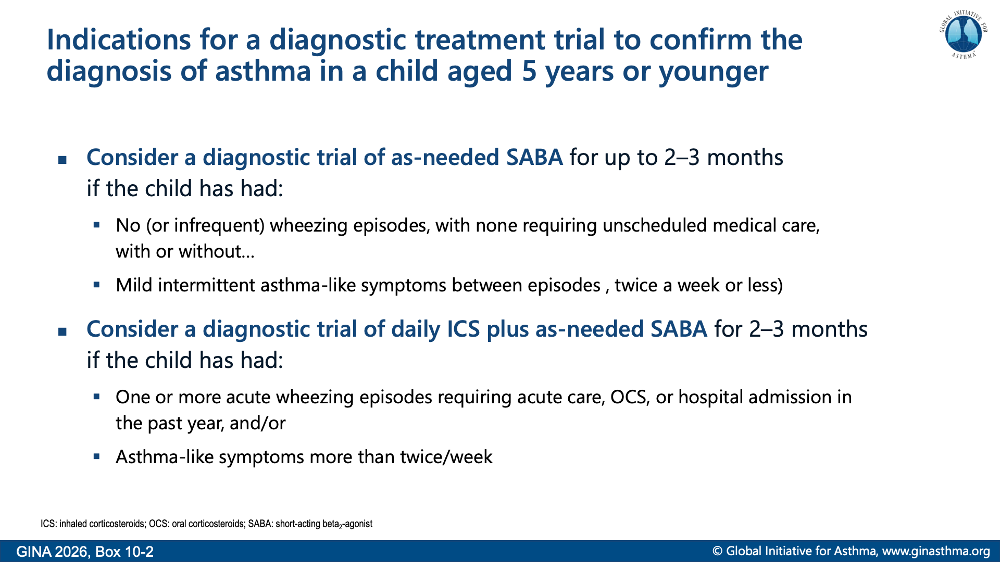 Indications for a diagnostic treatment trial to confirm the
diagnosis of asthma in a child aged 5 years or younger
GLOBAL INITIATIVE FOR ASTHMA
▪ Consider a diagnostic trial of as-needed SABA for up to 2–3 months
if the child has had:
▪ No (or infrequent) wheezing episodes, with none requiring unscheduled medical care,
with or without...
▪ Mild intermittent asthma-like symptoms between episodes , twice a week or less)
▪ Consider a diagnostic trial of daily ICS plus as-needed SABA for 2–3 months
if the child has had:
▪ One or more acute wheezing episodes requiring acute care, OCS, or hospital admission in
the past year, and/or
▪ Asthma-like symptoms more than twice/week
ICS: inhaled corticosteroids; OCS: oral corticosteroids; SABA: short-acting beta₂-agonist
GINA 2026, Box 10-2
© Global Initiative for Asthma, www.ginasthma.org